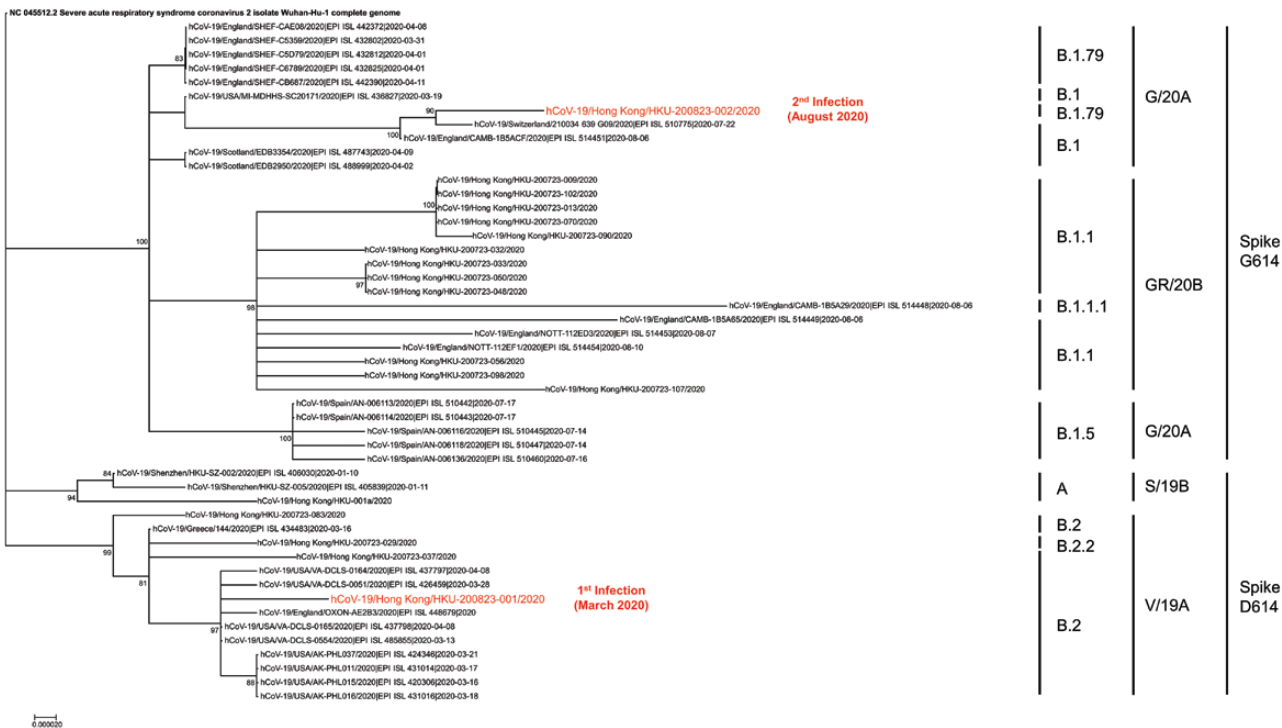 NC 045512.2 Severe acute respiratory syndrome coronavirus 2 isolate Wuhan-Hu-1 complete genome
hCoV-19/England/SHEF-CAE08/2020|EPI ISL 442372|2020-04-08
hCoV-19/England/SHEF-C5359/2020|EPI ISL 432802|2020-03-31
hCoV-19/England/SHEF-C5D79/2020|EPI ISL 432812|2020-04-01
83
hCoV-19/England/SHEF-C6789/2020|EPI ISL 432825|2020-04-01
hCoV-19/England/SHEF-CB687/2020|EPI ISL 442390|2020-04-11
B.1.79
hCoV-19/USA/MI-MDHHS-SC20171/2020|EPI ISL 436827|2020-03-19
B.1
G/20A
90
hCoV-19/Hong Kong/HKU-200823-002/2020
2nd Infection
(August 2020)
B.1.79
hCoV-19/Switzerland/210034 639 G09/2020|EPI ISL 510775|2020-07-22
100
hCoV-19/England/CAMB-1B5ACF/2020|EPI ISL 514451|2020-08-06
B.1
hCoV-19/Scotland/EDB3354/2020|EPI ISL 487743|2020-04-09
hCoV-19/Scotland/EDB2950/2020|EPI ISL 488999|2020-04-02
hCoV-19/Hong Kong/HKU-200723-009/2020
hCoV-19/Hong Kong/HKU-200723-102/2020
100
hCoV-19/Hong Kong/HKU-200723-013/2020
hCoV-19/Hong Kong/HKU-200723-070/2020
hCoV-19/Hong Kong/HKU-200723-090/2020
B.1.1
100
hCoV-19/Hong Kong/HKU-200723-032/2020
Spike
G614
hCoV-19/Hong Kong/HKU-200723-033/2020
hCoV-19/Hong Kong/HKU-200723-050/2020
97
hCoV-19/Hong Kong/HKU-200723-048/2020
GR/20B
98
hCoV-19/England/CAMB-1B5A29/2020|EPI ISL 514448|2020-08-06
B.1.1.1
hCoV-19/England/CAMB-1B5A65/2020|EPI ISL 514449|2020-08-06
hCoV-19/England/NOTT-112ED3/2020|EPI ISL 514453|2020-08-07
hCoV-19/England/NOTT-112EF1/2020|EPI ISL 514454|2020-08-10
B.1.1
hCoV-19/Hong Kong/HKU-200723-056/2020
hCoV-19/Hong Kong/HKU-200723-098/2020
hCoV-19/Hong Kong/HKU-200723-107/2020
hCoV-19/Spain/AN-006113/2020|EPI ISL 510442|2020-07-17
hCoV-19/Spain/AN-006114/2020|EPI ISL 510443|2020-07-17
100
hCoV-19/Spain/AN-006116/2020|EPI ISL 510445|2020-07-14
B.1.5
G/20A
hCoV-19/Spain/AN-006118/2020|EPI ISL 510447|2020-07-14
hCoV-19/Spain/AN-006136/2020|EPI ISL 510460|2020-07-16
84
hCoV-19/Shenzhen/HKU-SZ-002/2020|EPI ISL 406030|2020-01-10
hCoV-19/Shenzhen/HKU-SZ-005/2020|EPI ISL 405839|2020-01-11
94
hCoV-19/Hong Kong/HKU-001a/2020
A
S/19B
hCoV-19/Hong Kong/HKU-200723-083/2020
hCoV-19/Greece/144/2020|EPI ISL 434483|2020-03-16
B.2
99
hCoV-19/Hong Kong/HKU-200723-029/2020
B.2.2
hCoV-19/Hong Kong/HKU-200723-037/2020
81
hCoV-19/USA/VA-DCLS-0164/2020|EPI ISL 437797|2020-04-08
hCoV-19/USA/VA-DCLS-0051/2020|EPI ISL 426459|2020-03-28
hCoV-19/Hong Kong/HKU-200823-001/2020
1st Infection
(March 2020)
hCoV-19/England/OXON-AE2B3/2020|EPI ISL 448679|2020
97
hCoV-19/USA/VA-DCLS-0165/2020|EPI ISL 437798|2020-04-08
hCoV-19/USA/VA-DCLS-0554/2020|EPI ISL 485855|2020-03-13
B.2
V/19A
Spike
D614
hCoV-19/USA/AK-PHL037/2020|EPI ISL 424346|2020-03-21
hCoV-19/USA/AK-PHL011/2020|EPI ISL 431014|2020-03-17
88
hCoV-19/USA/AK-PHL015/2020|EPI ISL 420306|2020-03-16
hCoV-19/USA/AK-PHL016/2020|EPI ISL 431016|2020-03-18
0.000020